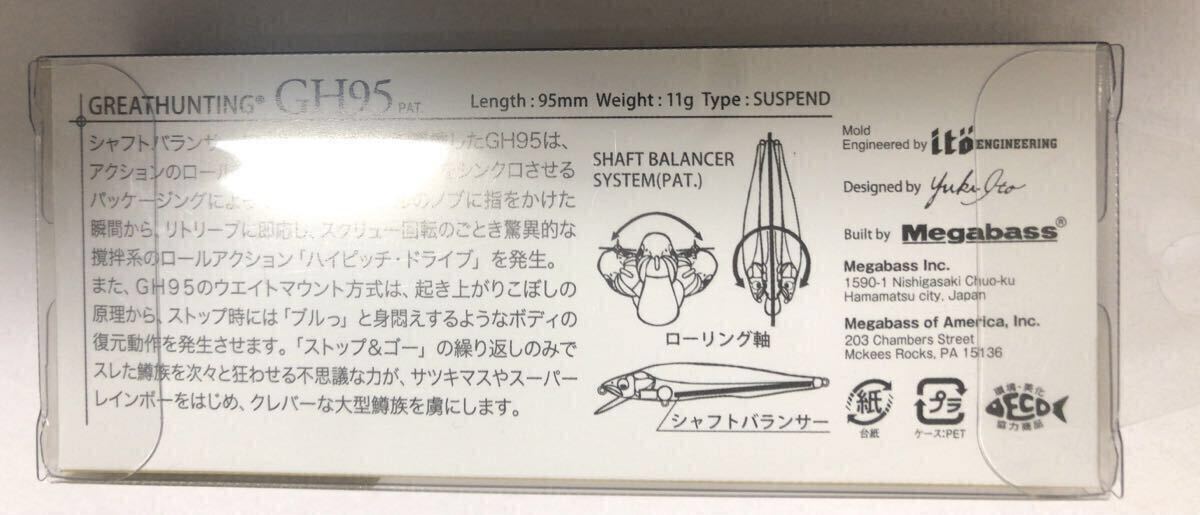 GREATHUNTING® GH95 PAT.
Length : 95mm Weight : 11g Type : SUSPEND
シャフトバランサー したGH95は、
アクションのロール シンクロさせる
パッケージングによ のノブに指をかけた
瞬間から、リトリーブに即応し、スクリュー回転のごとき驚異的な
撹拌系のロールアクション「ハイピッチ・ドライブ」を発生。
また、GH95のウエイトマウント方式は、起き上がりこぼしの
原理から、ストップ時には「ブルっ」と身悶えするようなボディの
復元動作を発生させます。「ストップ&ゴー」の繰り返しのみで
スレた鱒族を次々と狂わせる不思議な力が、サツキマスやスーパー
レインボーをはじめ、クレバーな大型鱒族を虜にします。
SHAFT BALANCER
SYSTEM(PAT.)
ローリング軸
シャフトバランサー
Mold
Engineered by itö ENGINEERING
Designed by Yuki Ito
Built by Megabass®
Megabass Inc.
1590-1 Nishigasaki Chuo-ku
Hamamatsu city, Japan
Megabass of America, Inc.
203 Chambers Street
Mckees Rocks, PA 15136
紙
台紙
プラ
ケース:PET
環境・美化
ECO
協力商品